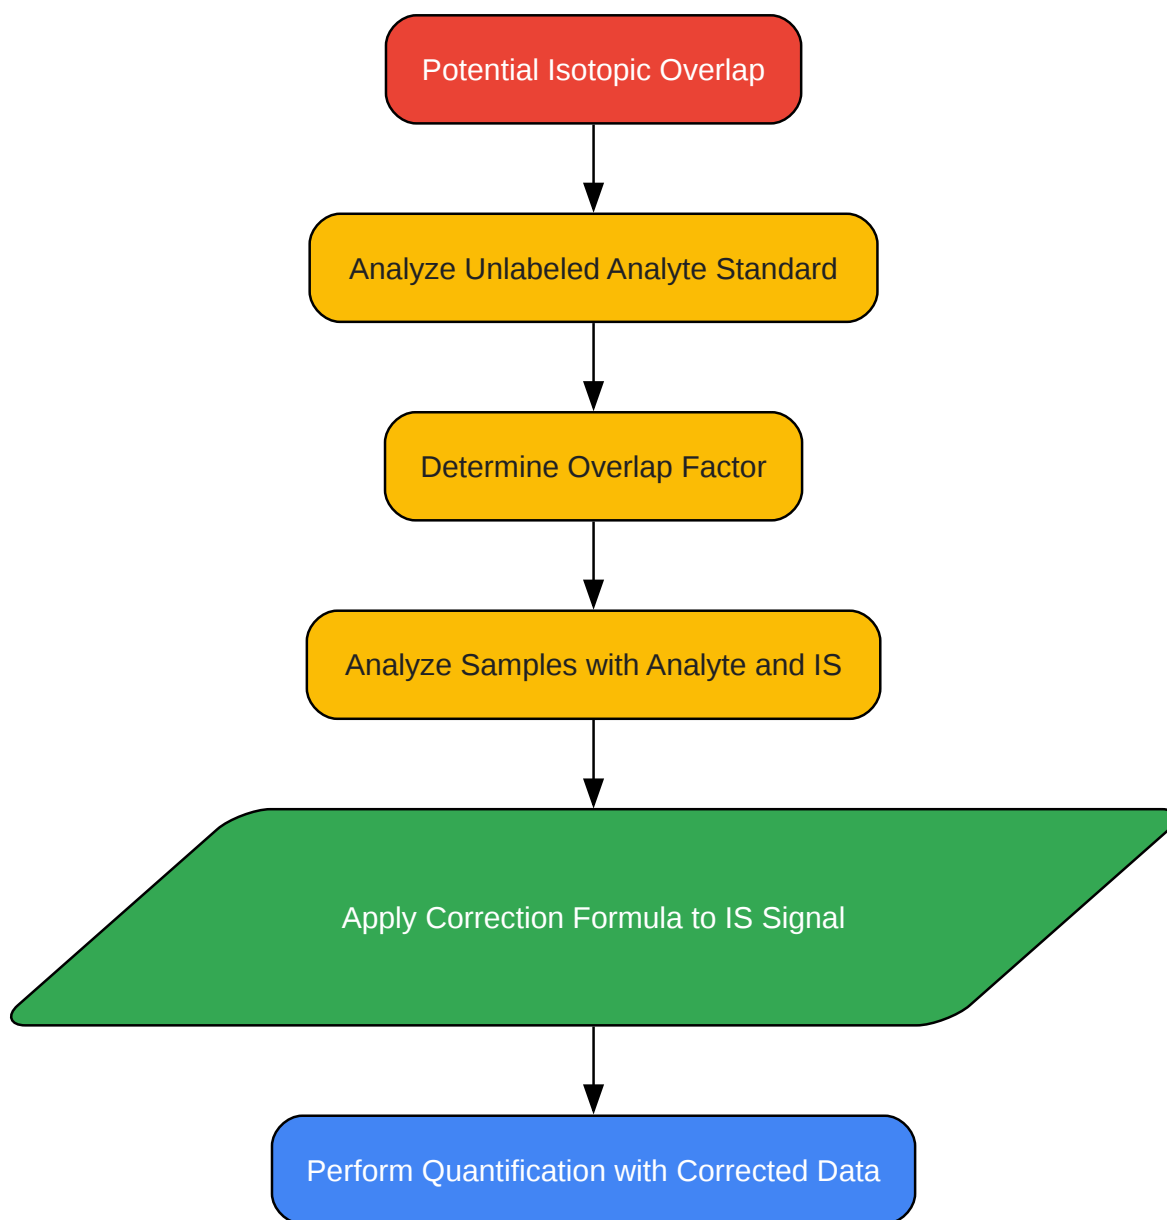 Potential Isotopic Overlap
Analyze Unlabeled Analyte Standard
Determine Overlap Factor
Analyze Samples with Analyte and IS
Apply Correction Formula to IS Signal
Perform Quantification with Corrected Data